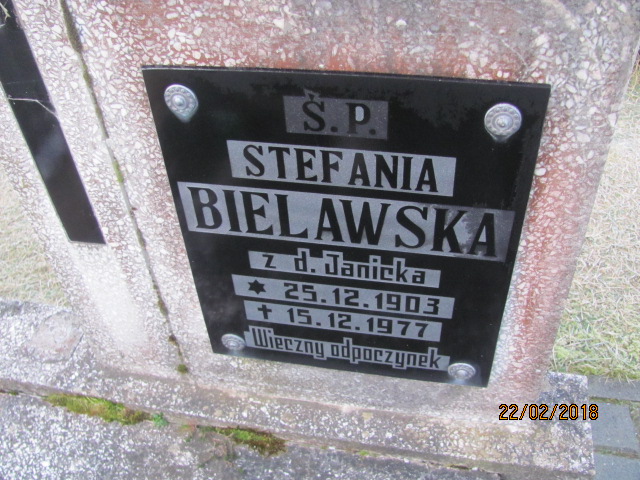 Ś.P.
STEFANIA
BIELAWSKA
z d. Janicka
25.12.1903
15.12.1977
Wieczny odpoczynek
22/02/2018